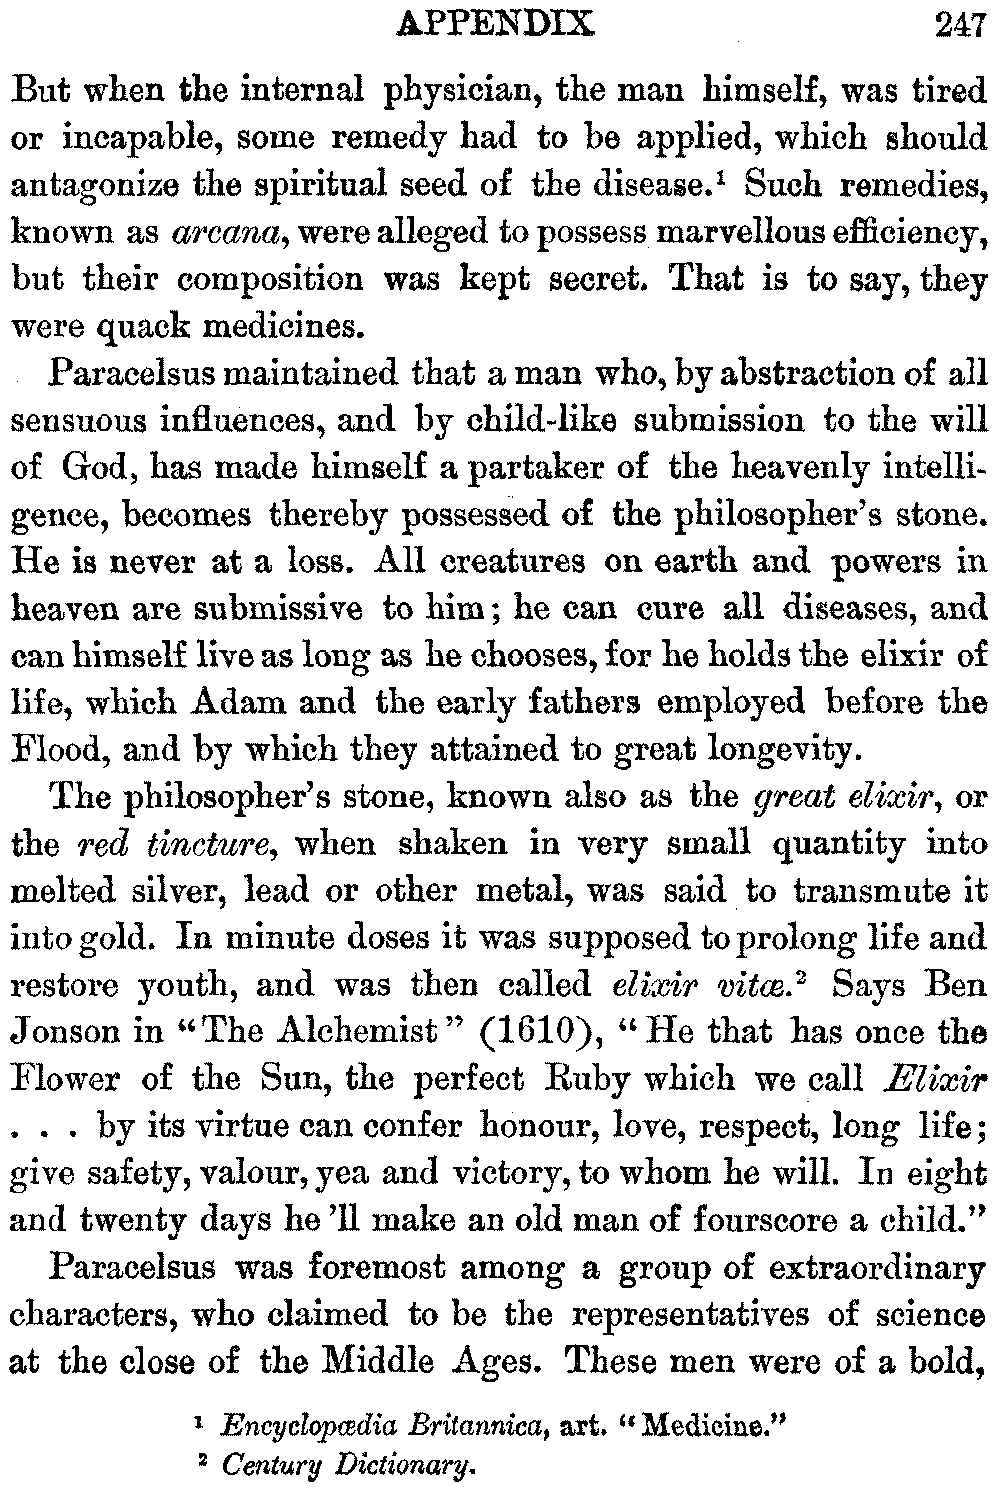 APPENDIX 247
But when the internal physician, the man himself, was tired
or incapable, some remedy had to be applied, which should
antagonize the spiritual seed of the disease.¹ Such remedies,
known as arcana, were alleged to possess marvellous efficiency,
but their composition was kept secret. That is to say, they
were quack medicines.
Paracelsus maintained that a man who, by abstraction of all
sensuous influences, and by child-like submission to the will
of God, has made himself a partaker of the heavenly intelli-
gence, becomes thereby possessed of the philosopher's stone.
He is never at a loss. All creatures on earth and powers in
heaven are submissive to him; he can cure all diseases, and
can himself live as long as he chooses, for he holds the elixir of
life, which Adam and the early fathers employed before the
Flood, and by which they attained to great longevity.
The philosopher's stone, known also as the great elixir, or
the red tincture, when shaken in very small quantity into
melted silver, lead or other metal, was said to transmute it
into gold. In minute doses it was supposed to prolong life and
restore youth, and was then called elixir vitæ.² Says Ben
Jonson in "The Alchemist" (1610), "He that has once the
Flower of the Sun, the perfect Ruby which we call Elixir
. . . by its virtue can confer honour, love, respect, long life;
give safety, valour, yea and victory, to whom he will. In eight
and twenty days he 'll make an old man of fourscore a child."
Paracelsus was foremost among a group of extraordinary
characters, who claimed to be the representatives of science
at the close of the Middle Ages. These men were of a bold,
¹ Encyclopædia Britannica, art. "Medicine."
² Century Dictionary.